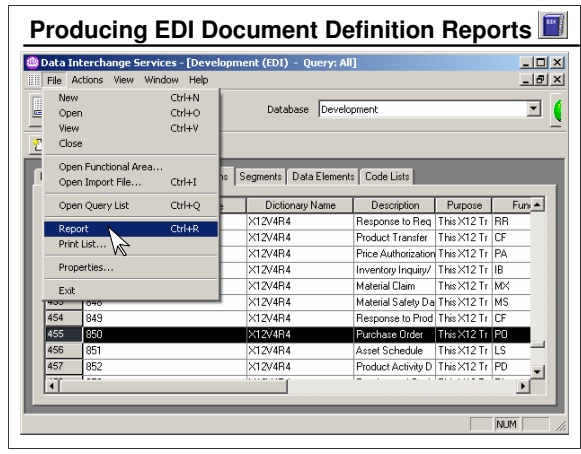 Producing EDI Document Definition Reports
Data Interchange Services - [Development (EDI) - Query: All]
File Actions View Window Help
New Ctrl+N
Open Ctrl+O
View Ctrl+V
Close
Open Functional Area...
Open Import File... Ctrl+I
Open Query List Ctrl+Q
Report Ctrl+R
Print List...
Properties...
Exit
Database Development
Segments Data Elements Code Lists
Dictionary Name Description Purpose Fun
X12V4R4 Response to Req This X12 Tr RR
X12V4R4 Product Transfer This X12 Tr CF
X12V4R4 Price Authorization This X12 Tr PA
X12V4R4 Inventory Inquiry/ This X12 Tr IB
X12V4R4 Material Claim This X12 Tr MX
453 848 X12V4R4 Material Safety Da This X12 Tr MS
454 849 X12V4R4 Response to Prod This X12 Tr CF
455 850 X12V4R4 Purchase Order This X12 Tr PO
456 851 X12V4R4 Asset Schedule This X12 Tr LS
457 852 X12V4R4 Product Activity D This X12 Tr PD
NUM